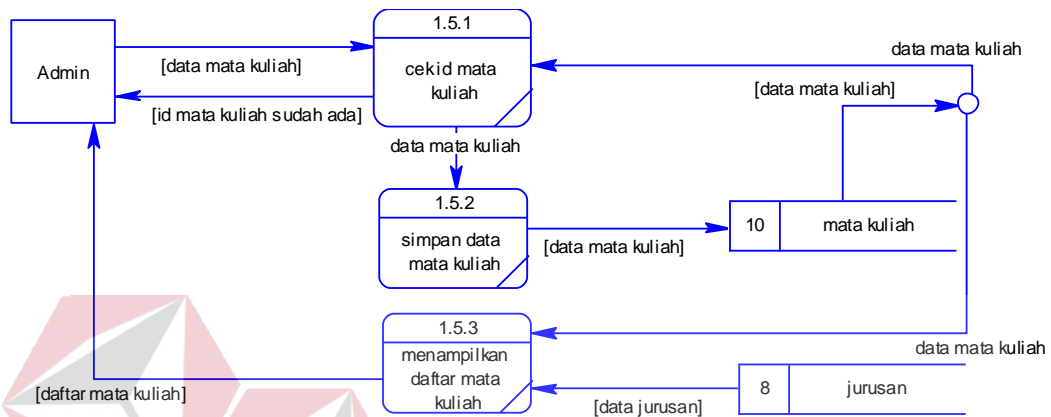 1.5.1
data mata kuliah
Admin
[data mata kuliah]
cek id mata
kuliah
[data mata kuliah]
[id mata kuliah sudah ada]
data mata kuliah
1.5.2
simpan data
mata kuliah
[data mata kuliah]
10
mata kuliah
1.5.3
menampilkan
daftar mata
kuliah
data mata kuliah
[daftar mata kuliah]
[data jurusan]
8
jurusan